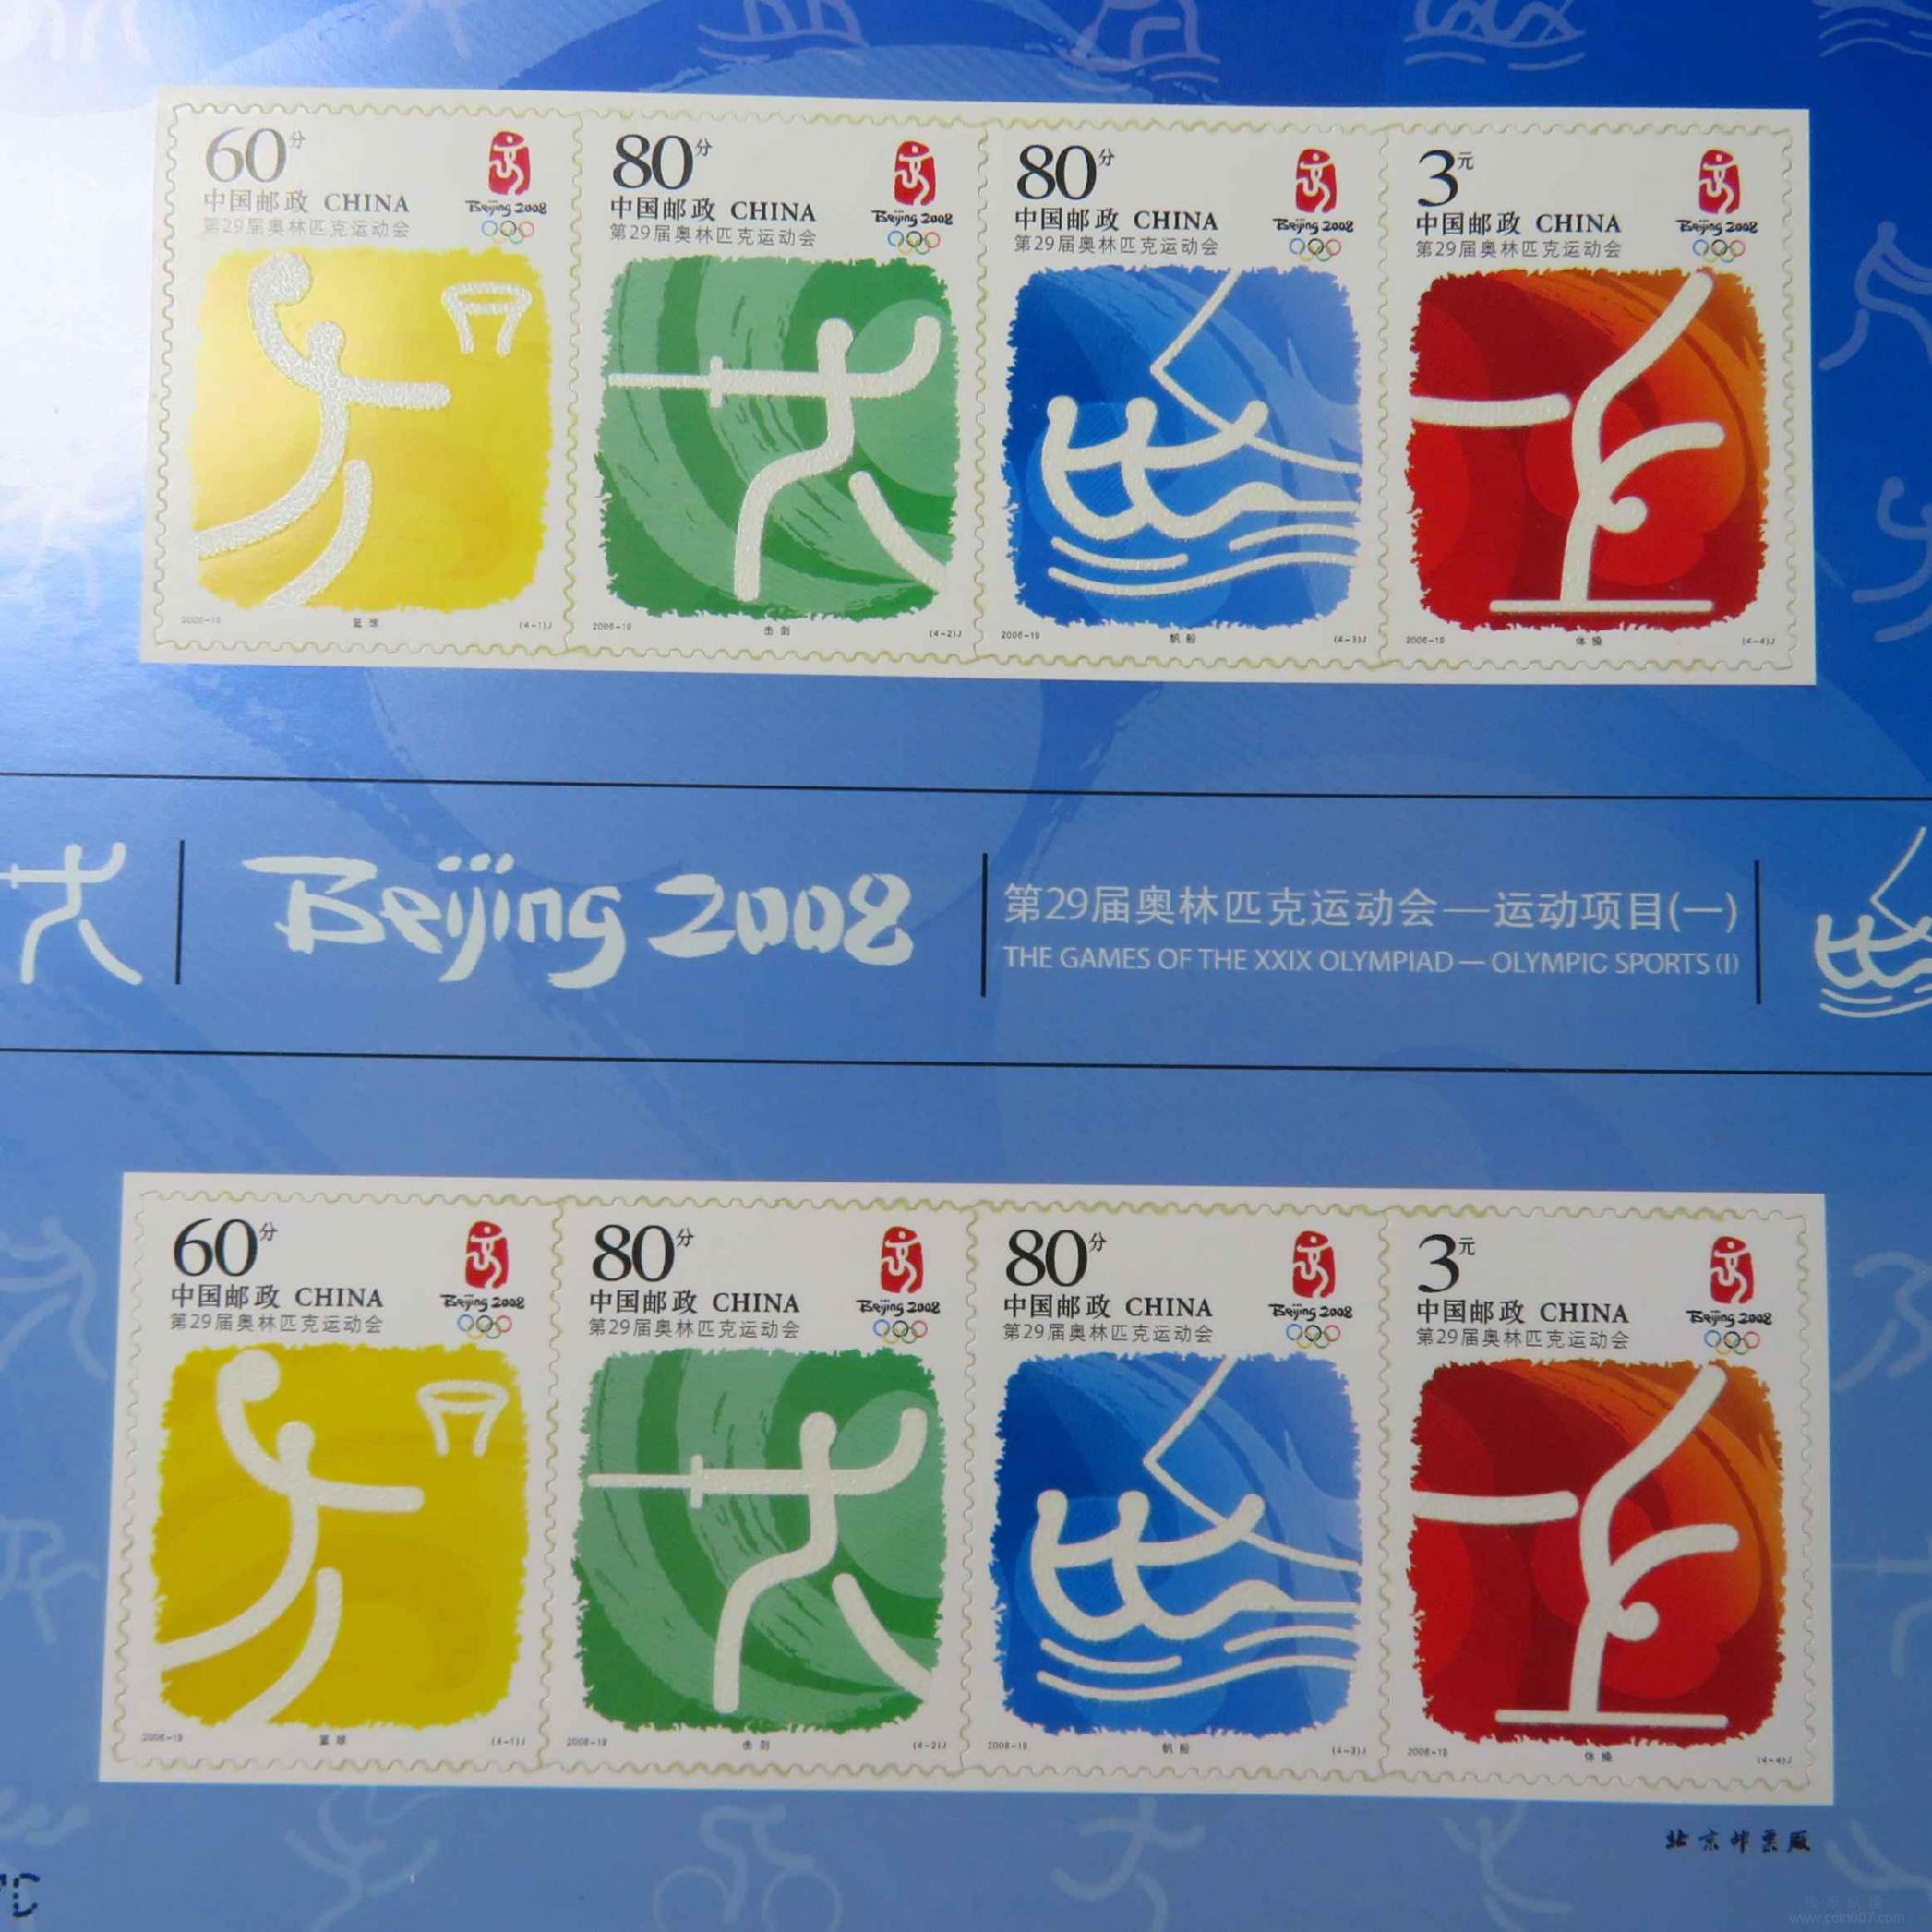 60分
中国邮政 CHINA
第29届奥林匹克运动会
Beijing 2008
2006-19 篮球 (4-1)J
80分
中国邮政 CHINA
第29届奥林匹克运动会
Beijing 2008
2006-19 击剑 (4-2)J
80分
中国邮政 CHINA
第29届奥林匹克运动会
Beijing 2008
2006-19 帆船 (4-3)J
3元
中国邮政 CHINA
第29届奥林匹克运动会
Beijing 2008
2006-19 体操 (4-4)J
Beijing 2008
第29届奥林匹克运动会—运动项目(一)
THE GAMES OF THE XXIX OLYMPIAD — OLYMPIC SPORTS (I)
60分
中国邮政 CHINA
第29届奥林匹克运动会
Beijing 2008
2006-19 篮球 (4-1)J
80分
中国邮政 CHINA
第29届奥林匹克运动会
Beijing 2008
2006-19 击剑 (4-2)J
80分
中国邮政 CHINA
第29届奥林匹克运动会
Beijing 2008
2006-19 帆船 (4-3)J
3元
中国邮政 CHINA
第29届奥林匹克运动会
Beijing 2008
2006-19 体操 (4-4)J
北京邮票厂
www.coin007.com